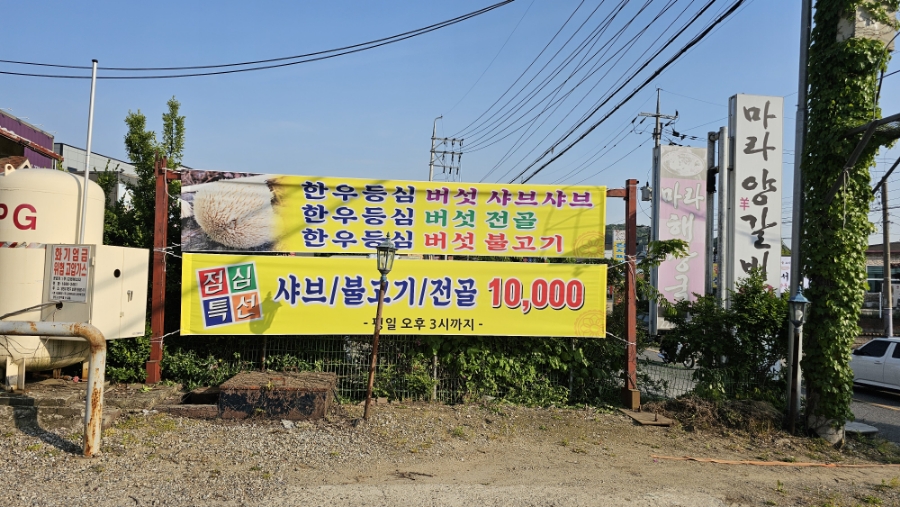 한우등심 버섯 샤브샤브
한우등심 버섯 전골
한우등심 버섯 불고기
점심
특선
샤브/불고기/전골 10,000
- 평일 오후 3시까지 -
PG
화기엄금
위험 고압가스
마라
마라
羊
양갈비